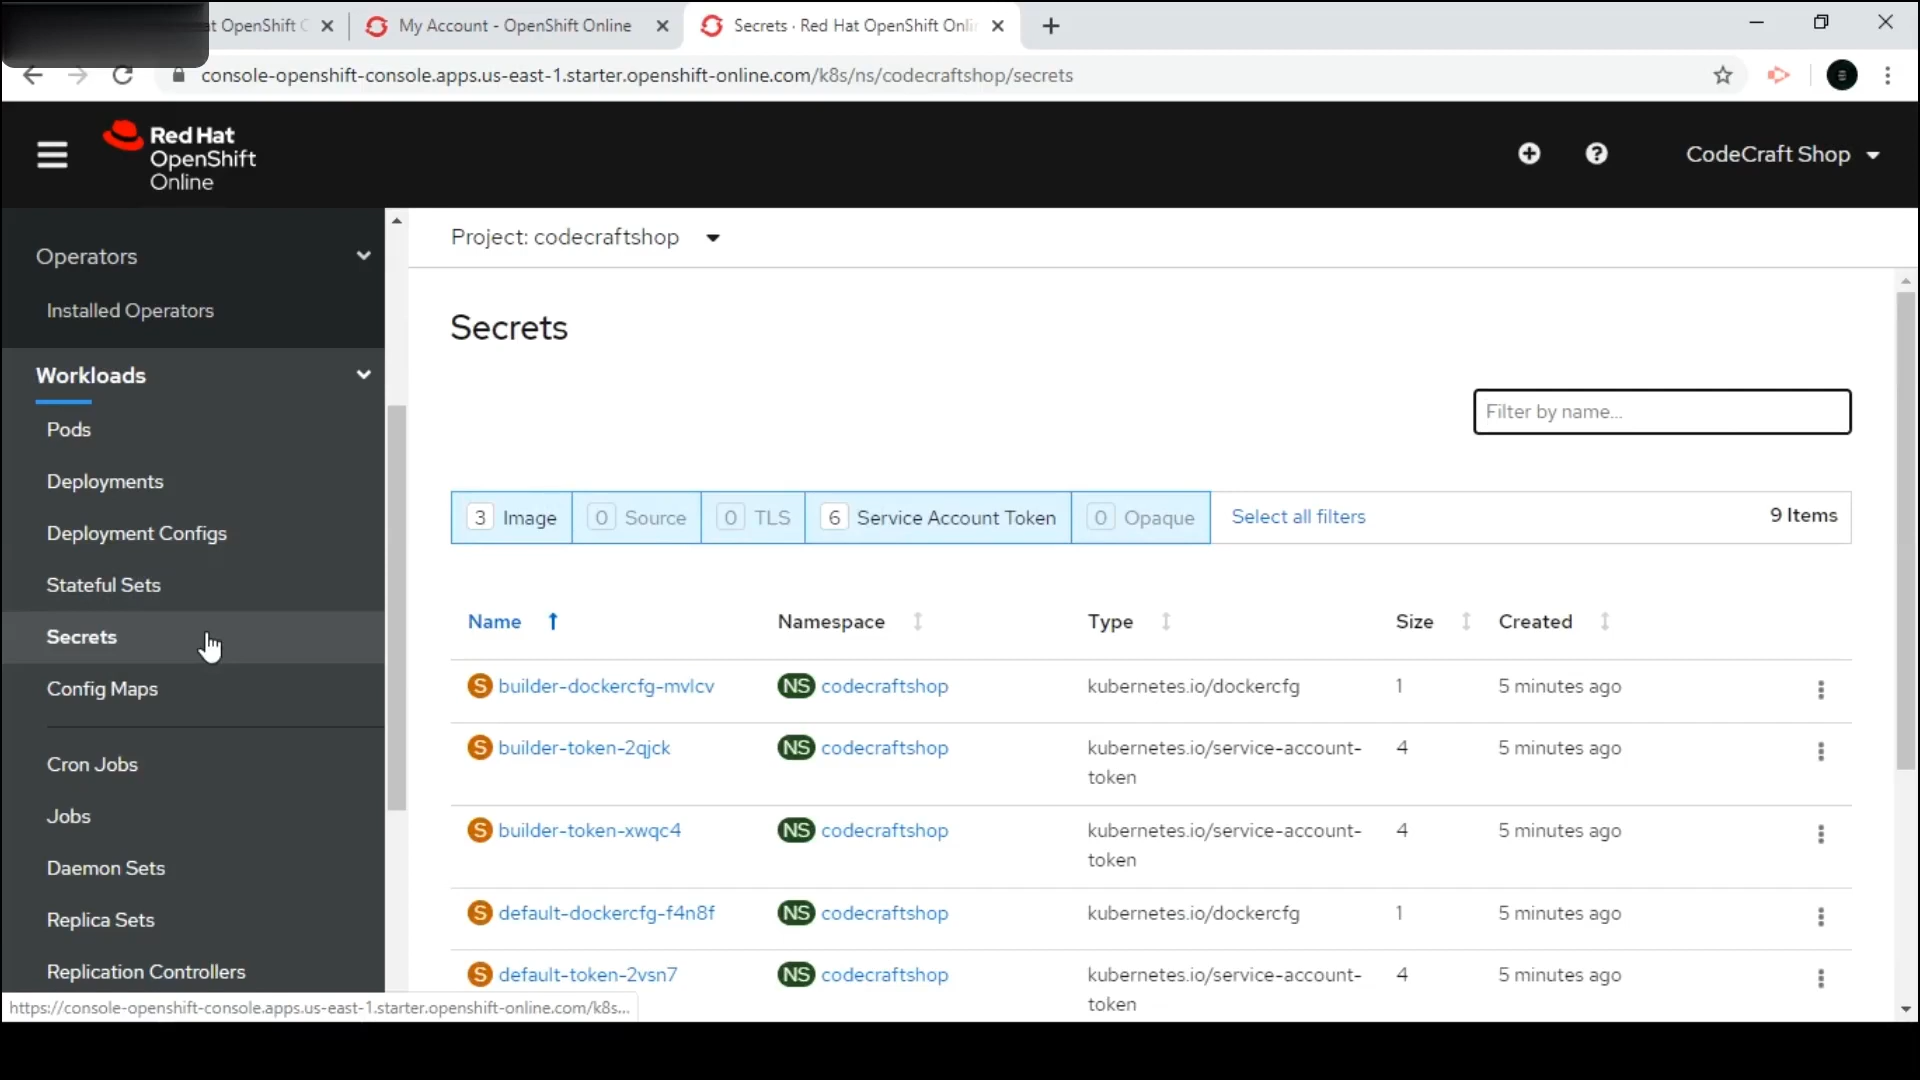 at OpenShift C
My Account - OpenShift Online
Secrets · Red Hat OpenShift Onli
console-openshift-console.apps.us-east-1.starter.openshift-online.com/k8s/ns/codecraftshop/secrets
Red Hat
OpenShift
Online
CodeCraft Shop
Operators
Installed Operators
Workloads
Pods
Deployments
Deployment Configs
Stateful Sets
Secrets
Config Maps
Cron Jobs
Jobs
Daemon Sets
Replica Sets
Replication Controllers
Project: codecraftshop
Secrets
Filter by name...
3 Image 0 Source 0 TLS 6 Service Account Token 0 Opaque Select all filters 9 Items
Name Namespace Type Size Created
S builder-dockercfg-mvlcv NS codecraftshop kubernetes.io/dockercfg 1 5 minutes ago
S builder-token-2qjck NS codecraftshop kubernetes.io/service-account- 4 5 minutes ago
token
S builder-token-xwqc4 NS codecraftshop kubernetes.io/service-account- 4 5 minutes ago
token
S default-dockercfg-f4n8f NS codecraftshop kubernetes.io/dockercfg 1 5 minutes ago
S default-token-2vsn7 NS codecraftshop kubernetes.io/service-account- 4 5 minutes ago
token
https://console-openshift-console.apps.us-east-1.starter.openshift-online.com/k8s...